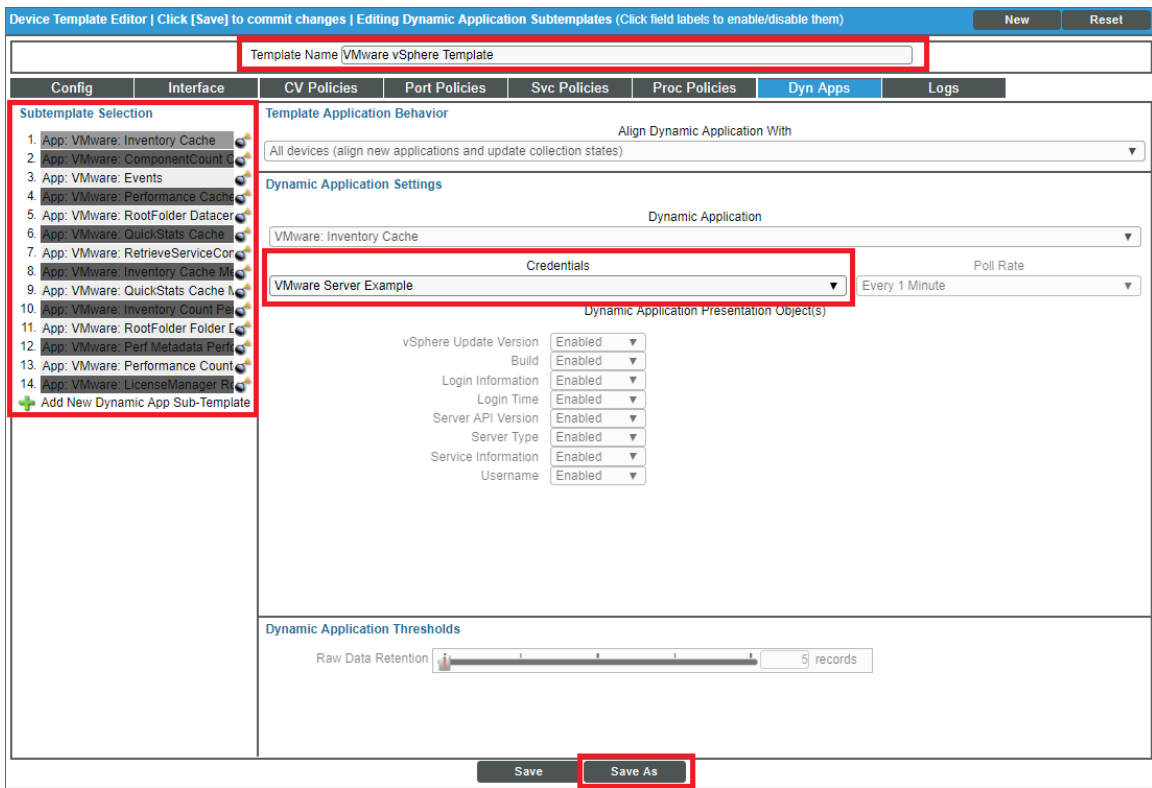 Device Template Editor | Click [Save] to commit changes | Editing Dynamic Application Subtemplates (Click field labels to enable/disable them) New Reset
Template Name VMware vSphere Template
Config Interface CV Policies Port Policies Svc Policies Proc Policies Dyn Apps Logs
Subtemplate Selection
1. App: VMware: Inventory Cache
2. App: VMware: ComponentCount C
3. App: VMware: Events
4. App: VMware: Performance Cache
5. App: VMware: RootFolder Datacen
6. App: VMware: QuickStats Cache
7. App: VMware: RetrieveServiceCon
8. App: VMware: Inventory Cache Me
9. App: VMware: QuickStats Cache M
10. App: VMware: Inventory Count Pe
11. App: VMware: RootFolder Folder D
12. App: VMware: Perf Metadata Perfo
13. App: VMware: Performance Count
14. App: VMware: LicenseManager Ro
Add New Dynamic App Sub-Template
Template Application Behavior
Align Dynamic Application With
All devices (align new applications and update collection states)
Dynamic Application Settings
Dynamic Application
VMware: Inventory Cache
Credentials Poll Rate
VMware Server Example Every 1 Minute
Dynamic Application Presentation Object(s)
vSphere Update Version Enabled
Build Enabled
Login Information Enabled
Login Time Enabled
Server API Version Enabled
Server Type Enabled
Service Information Enabled
Username Enabled
Dynamic Application Thresholds
Raw Data Retention 5 records
Save Save As